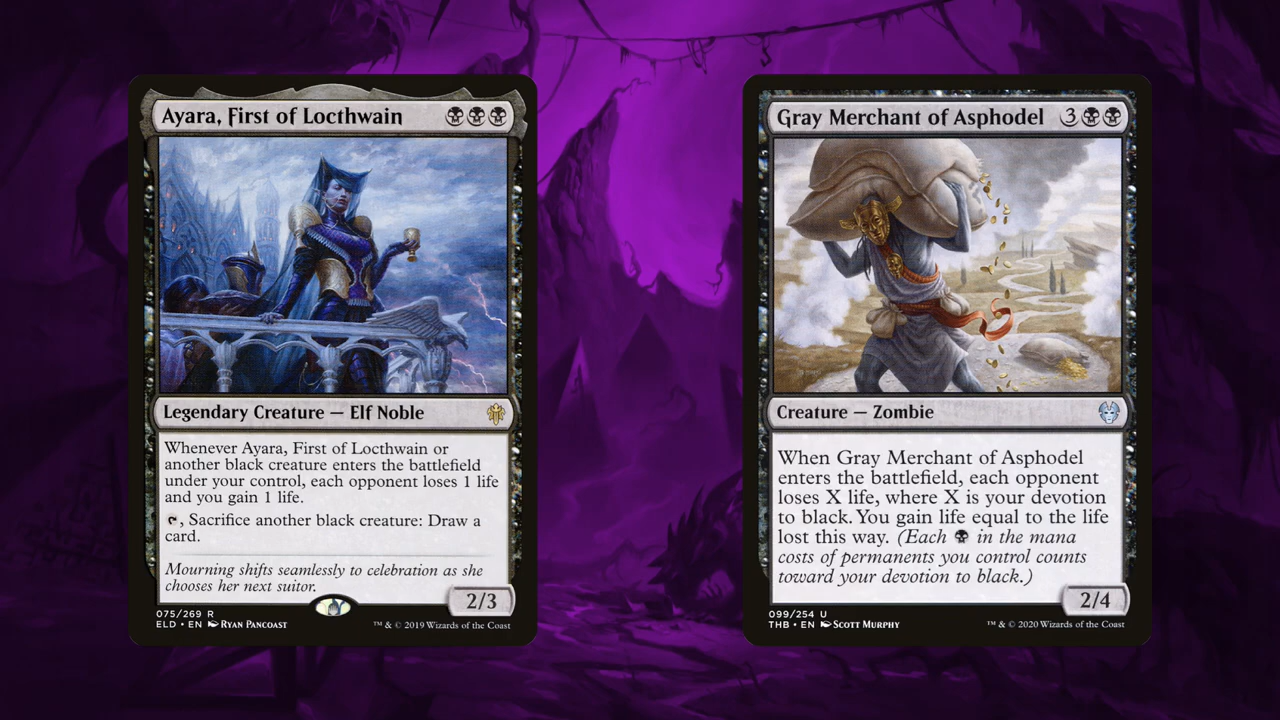 Ayara, First of Locthwain
Legendary Creature — Elf Noble
Whenever Ayara, First of Locthwain or
another black creature enters the battlefield
under your control, each opponent loses 1 life
and you gain 1 life.
, Sacrifice another black creature: Draw a
card.
Mourning shifts seamlessly to celebration as she
chooses her next suitor.
2/3
075/269 R
ELD • EN RYAN PANCOAST
™ & © 2019 Wizards of the Coast
Gray Merchant of Asphodel 3
Creature — Zombie
When Gray Merchant of Asphodel
enters the battlefield, each opponent
loses X life, where X is your devotion
to black. You gain life equal to the life
lost this way. (Each in the mana
costs of permanents you control counts
toward your devotion to black.)
2/4
099/254 U
THB • EN SCOTT MURPHY
™ & © 2020 Wizards of the Coast